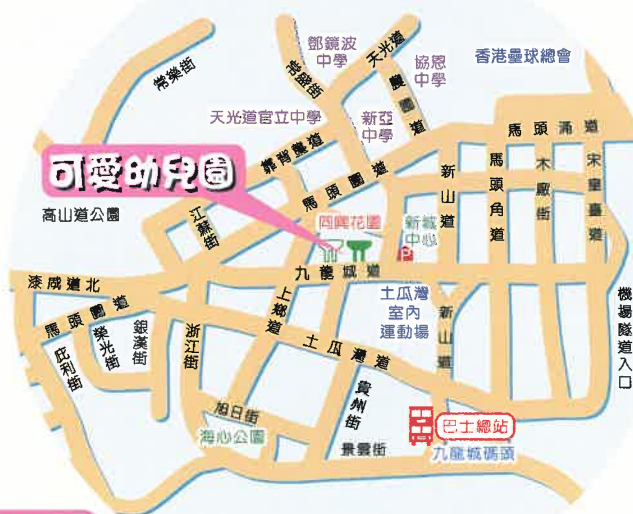 鄧鏡波
中學
天光道
協恩
中學
香港壘球總會
常樂街
常盛街
農圃道
天光道官立中學
新亞
中學
馬頭涌道
靠背壟道
可愛幼兒園
馬頭圍道
新山道
馬頭角道
木廠街
宋皇臺道
高山道公園
江蘇街
同興花園
新城
中心
P
九龍城道
漆咸道北
上鄉道
土瓜灣
室內
運動場
新山道
機場隧道入口
馬頭圍道
銀漢街
浙江街
土瓜灣道
榮光街
庇利街
貴州街
旭日街
巴士總站
海心公園
景雲街
九龍城碼頭